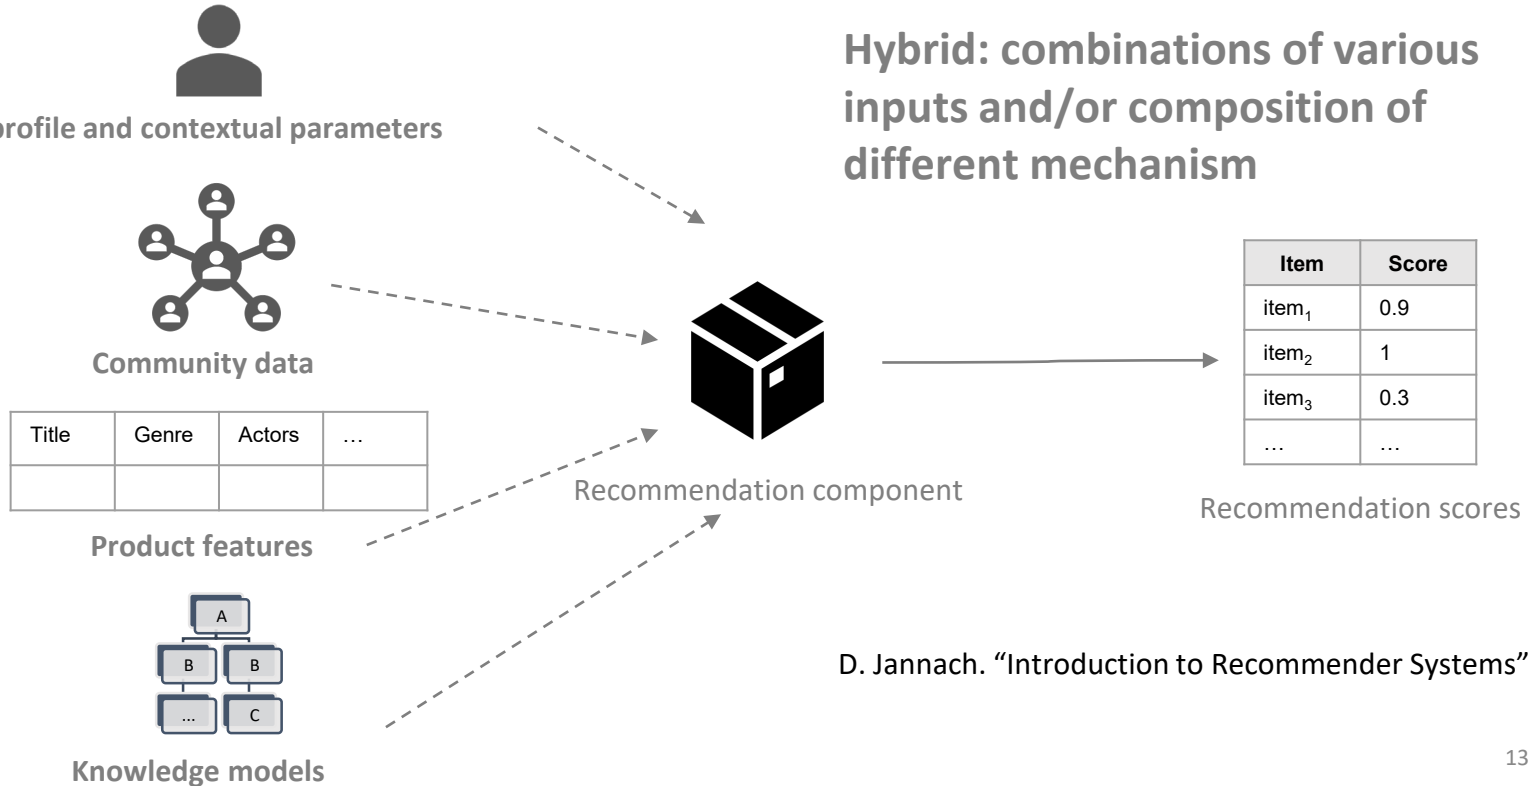 Hybrid: combinations of various
inputs and/or composition of
different mechanism
profile and contextual parameters
Community data
Title Genre Actors …
Product features
A
B B
... C
Knowledge models
Recommendation component
Item Score
item₁ 0.9
item₂ 1
item₃ 0.3
… …
Recommendation scores
D. Jannach. “Introduction to Recommender Systems”
13